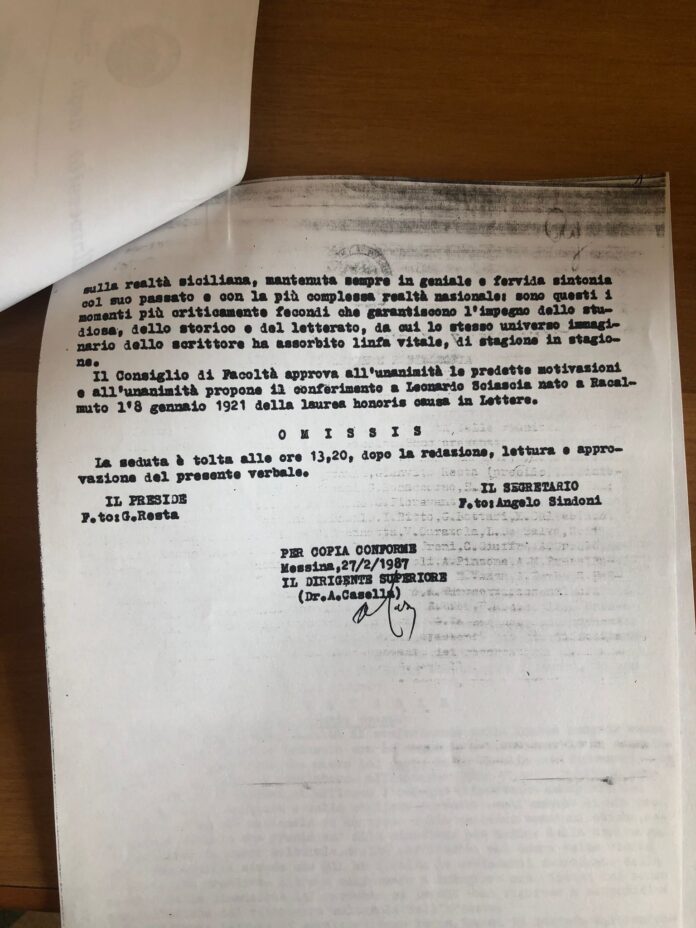 sulla realtà siciliana, mantenuta sempre in geniale e fervida sintonia
col suo passato e con la più complessa realtà nazionale: sono questi i
momenti più criticamente fecondi che garantiscono l'impegno dello stu-
diosa, dello storico e del letterato, da cui lo stesso universo immagi-
nario dello scrittore ha assorbito linfa vitale, di stagione in stagio-
ne.
Il Consiglio di Facoltà approva all'unanimità le predette motivazioni
e all'unanimità propone il conferimento a Leonardo Sciascia nato a Racal-
muto l'8 gennaio 1921 della laurea honoris causa in Lettere.
O M I S S I S
La seduta è tolta alle ore 13,20, dopo la redazione, lettura e appro-
vazione del presente verbale.
IL PRESIDE
F.to:G.Resta
IL SEGRETARIO
F.to:Angelo Sindoni
PER COPIA CONFORME
Messina,27/2/1987
IL DIRIGENTE SUPERIORE
(Dr.A.Casella)